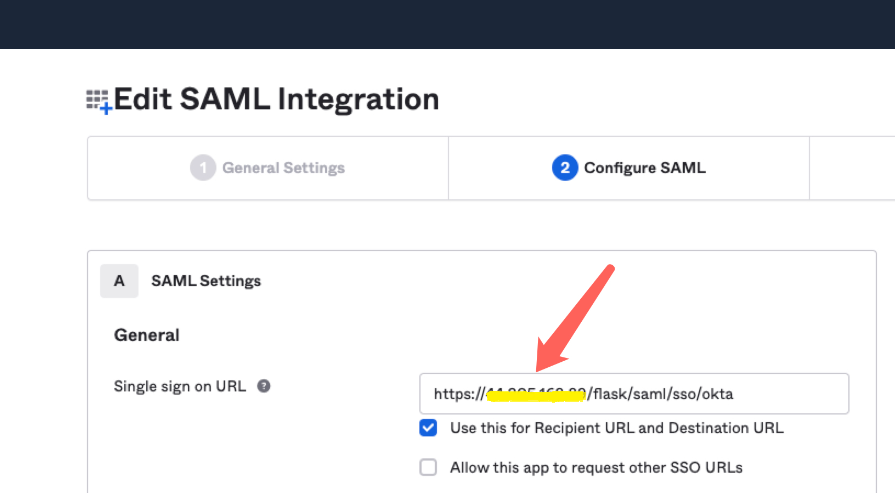 Edit SAML Integration
1 General Settings
2 Configure SAML
A SAML Settings
General
Single sign on URL ?
https:// /flask/saml/sso/okta
Use this for Recipient URL and Destination URL
Allow this app to request other SSO URLs